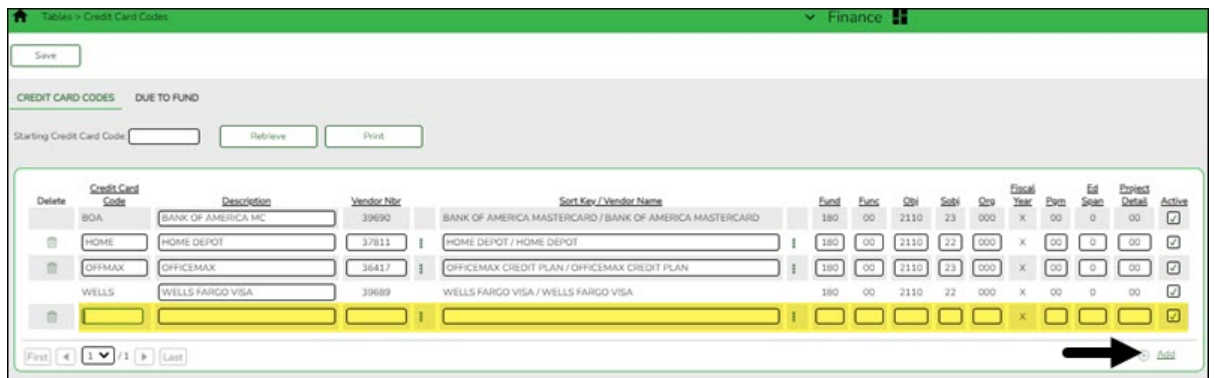 Tables > Credit Card Codes
Finance
Save
CREDIT CARD CODES DUE TO FUND
Starting Credit Card Code: Retrieve Print
Delete Credit Card Code Description Vendor Nbr Sort Key / Vendor Name Fund Func Obj Sobj Org Fiscal Year Pgm Ed Span Project Detail Active
BOA BANK OF AMERICA MC 39690 BANK OF AMERICA MASTERCARD / BANK OF AMERICA MASTERCARD 180 00 2110 23 000 X 00 0 00
HOME HOME DEPOT 37811 HOME DEPOT / HOME DEPOT 180 00 2110 22 000 X 00 0 00
OFFMAX OFFICEMAX 36417 OFFICEMAX CREDIT PLAN / OFFICEMAX CREDIT PLAN 180 00 2110 23 000 X 00 0 00
WELLS WELLS FARGO VISA 39689 WELLS FARGO VISA / WELLS FARGO VISA 180 00 2110 22 000 X 00 0 00
X
First 1 / 1 Last Add